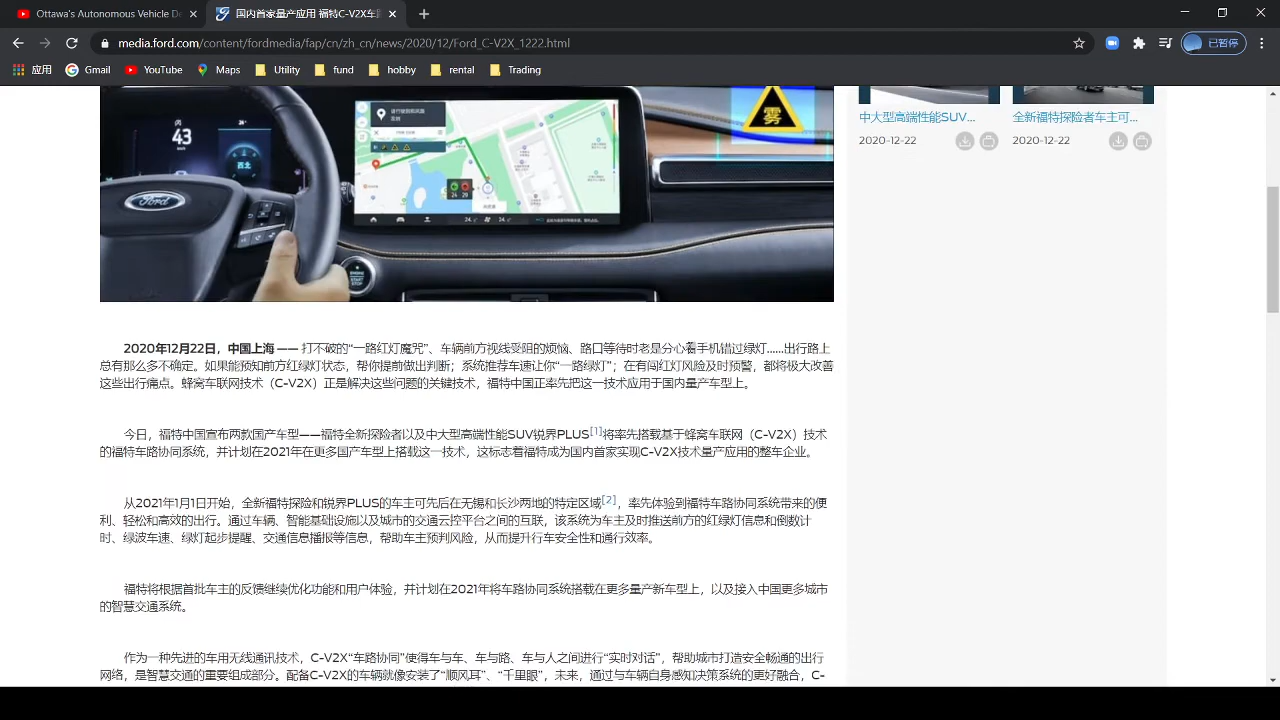 Ottawa's Autonomous Vehicle De
国内首家量产应用 福特C-V2X车路
media.ford.com/content/fordmedia/fap/cn/zh_cn/news/2020/12/Ford_C-V2X_1222.html
已暂停
应用 Gmail YouTube Maps Utility fund hobby rental Trading
43
西北
雾
24 29
Ford
中大型高端性能SUV... 全新福特探险者车主可...
2020-12-22 2020-12-22
2020年12月22日，中国上海 —— 打不破的“一路红灯魔咒”、车辆前方视线受阻的烦恼、路口等待时老是分心看手机错过绿灯……出行路上
总有那么多不确定。如果能预知前方红绿灯状态，帮你提前做出判断；系统推荐车速让你“一路绿灯”；在有闯红灯风险及时预警，都将极大改善
这些出行痛点。蜂窝车联网技术（C-V2X）正是解决这些问题的关键技术，福特中国正率先把这一技术应用于国内量产车型上。
今日，福特中国宣布两款国产车型——福特全新探险者以及中大型高端性能SUV锐界PLUS[1]将率先搭载基于蜂窝车联网（C-V2X）技术
的福特车路协同系统，并计划在2021年在更多国产车型上搭载这一技术，这标志着福特成为国内首家实现C-V2X技术量产应用的整车企业。
从2021年1月1日开始，全新福特探险和锐界PLUS的车主可先后在无锡和长沙两地的特定区域[2]，率先体验到福特车路协同系统带来的便
利、轻松和高效的出行。通过车辆、智能基础设施以及城市的交通云控平台之间的互联，该系统为车主及时推送前方的红绿灯信息和倒数计
时、绿波车速、绿灯起步提醒、交通信息播报等信息，帮助车主预判风险，从而提升行车安全性和通行效率。
福特将根据首批车主的反馈继续优化功能和用户体验，并计划在2021年将车路协同系统搭载在更多量产新车型上，以及接入中国更多城市
的智慧交通系统。
作为一种先进的车用无线通讯技术，C-V2X“车路协同”使得车与车、车与路、车与人之间进行“实时对话”，帮助城市打造安全畅通的出行
网络，是智慧交通的重要组成部分。配备C-V2X的车辆就像安装了“顺风耳”、“千里眼”，未来，通过与车辆自身感知决策系统的更好融合，C-